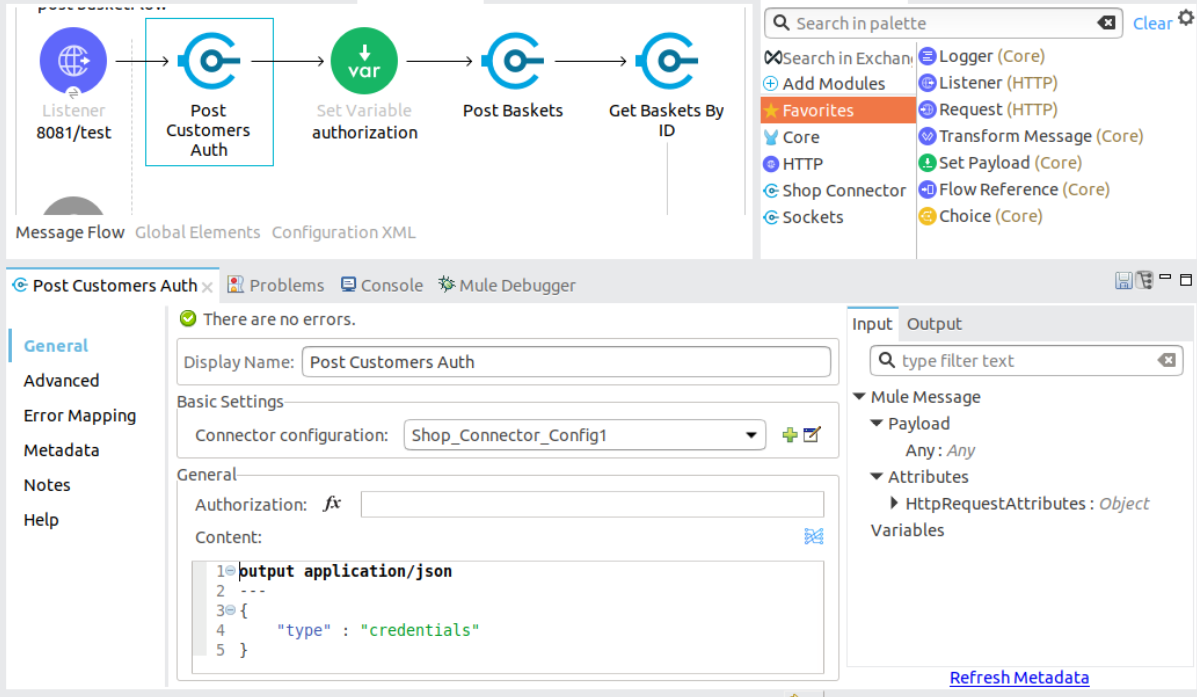 post basketFlow
Listener
8081/test
Post
Customers
Auth
var
Set Variable
authorization
Post Baskets
Get Baskets By
ID
Message Flow Global Elements Configuration XML
Search in palette
Clear
Search in Exchan
Add Modules
Favorites
Core
HTTP
Shop Connector
Sockets
Logger (Core)
Listener (HTTP)
Request (HTTP)
Transform Message (Core)
Set Payload (Core)
Flow Reference (Core)
Choice (Core)
Post Customers Auth Problems Console Mule Debugger
General
Advanced
Error Mapping
Metadata
Notes
Help
There are no errors.
Display Name: Post Customers Auth
Basic Settings
Connector configuration: Shop_Connector_Config1
General
Authorization: fx
Content:
1 output application/json
2 ---
3 {
4 "type" : "credentials"
5 }
Input Output
type filter text
Mule Message
Payload
Any : Any
Attributes
HttpRequestAttributes : Object
Variables
Refresh Metadata